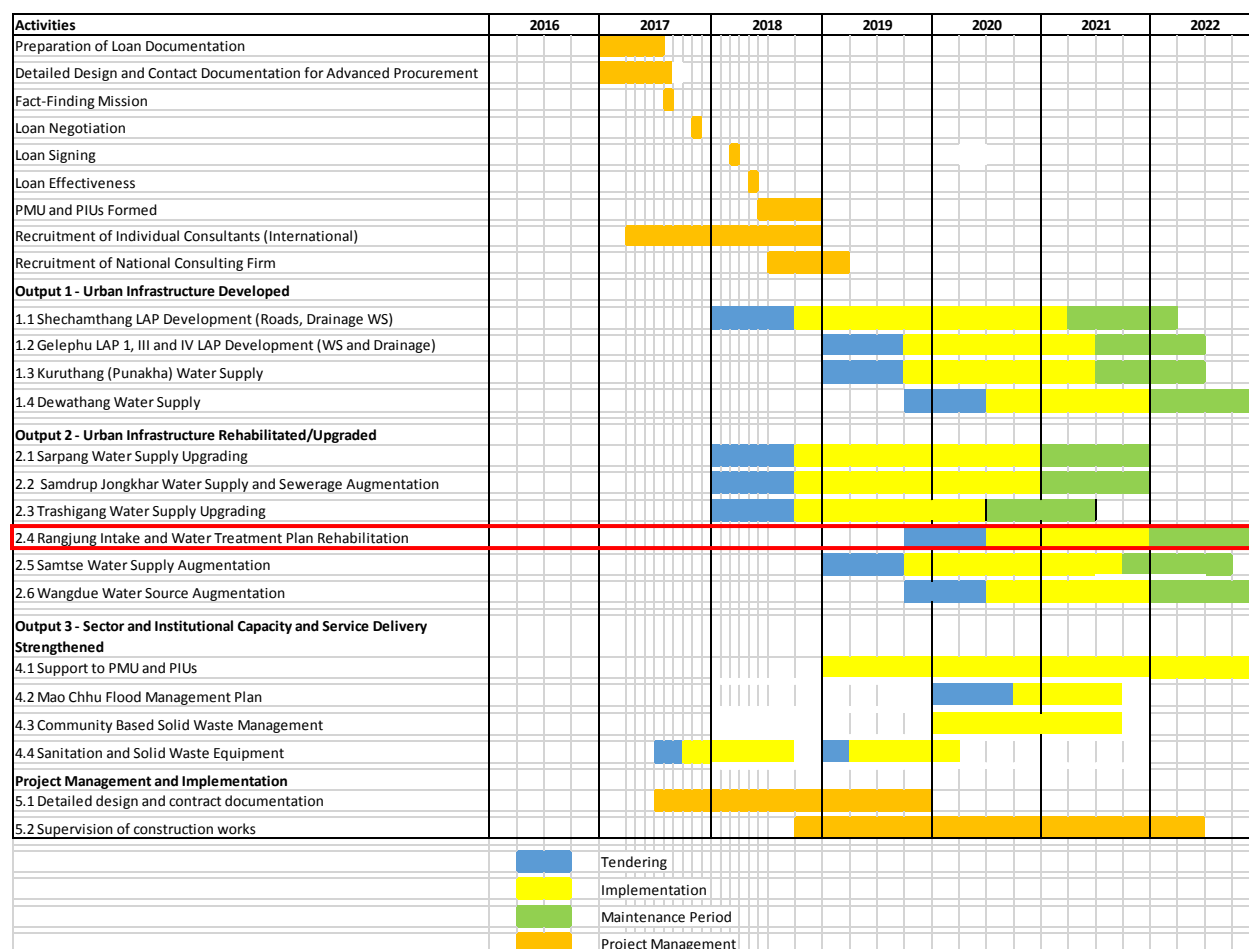 Activities 2016 2017 2018 2019 2020 2021 2022
Preparation of Loan Documentation
Detailed Design and Contact Documentation for Advanced Procurement
Fact-Finding Mission
Loan Negotiation
Loan Signing
Loan Effectiveness
PMU and PIUs Formed
Recruitment of Individual Consultants (International)
Recruitment of National Consulting Firm
Output 1 - Urban Infrastructure Developed
1.1 Shechamthang LAP Development (Roads, Drainage WS)
1.2 Gelephu LAP 1, III and IV LAP Development (WS and Drainage)
1.3 Kuruthang (Punakha) Water Supply
1.4 Dewathang Water Supply
Output 2 - Urban Infrastructure Rehabilitated/Upgraded
2.1 Sarpang Water Supply Upgrading
2.2 Samdrup Jongkhar Water Supply and Sewerage Augmentation
2.3 Trashigang Water Supply Upgrading
2.4 Rangjung Intake and Water Treatment Plan Rehabilitation
2.5 Samtse Water Supply Augmentation
2.6 Wangdue Water Source Augmentation
Output 3 - Sector and Institutional Capacity and Service Delivery
Strengthened
4.1 Support to PMU and PIUs
4.2 Mao Chhu Flood Management Plan
4.3 Community Based Solid Waste Management
4.4 Sanitation and Solid Waste Equipment
Project Management and Implementation
5.1 Detailed design and contract documentation
5.2 Supervision of construction works
Tendering
Implementation
Maintenance Period
Project Management